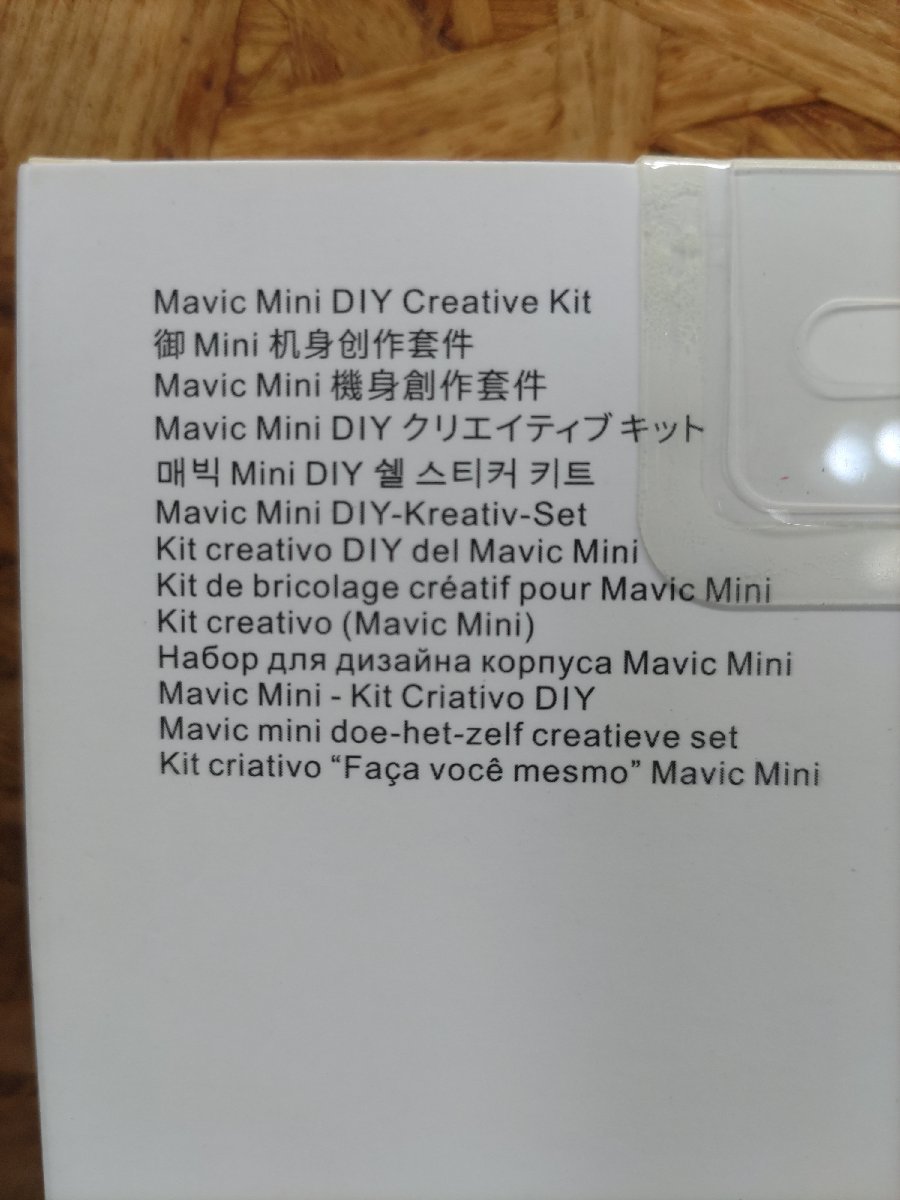 Mavic Mini DIY Creative Kit
御 Mini 机身创作套件
Mavic Mini 機身創作套件
Mavic Mini DIY クリエイティブ キット
매빅 Mini DIY 쉘 스티커 키트
Mavic Mini DIY-Kreativ-Set
Kit creativo DIY del Mavic Mini
Kit de bricolage créatif pour Mavic Mini
Kit creativo (Mavic Mini)
Набор для дизайна корпуса Mavic Mini
Mavic Mini - Kit Criativo DIY
Mavic mini doe-het-zelf creatieve set
Kit criativo “Faça você mesmo” Mavic Mini